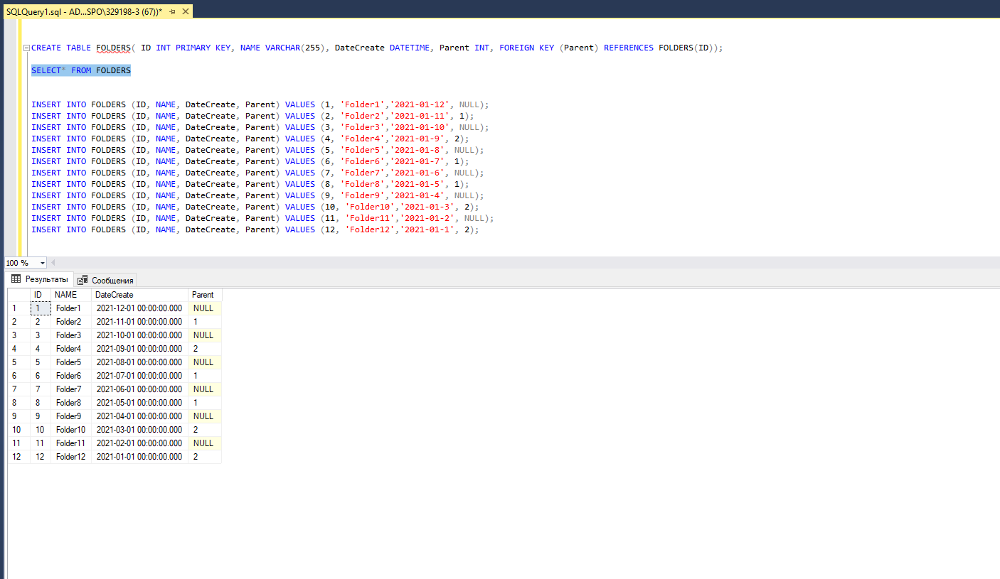 SQLQuery1.sql - AD...SPO\329198-3 (67))*
CREATE TABLE FOLDERS( ID INT PRIMARY KEY, NAME VARCHAR(255), DateCreate DATETIME, Parent INT, FOREIGN KEY (Parent) REFERENCES FOLDERS(ID));
SELECT* FROM FOLDERS
INSERT INTO FOLDERS (ID, NAME, DateCreate, Parent) VALUES (1, 'Folder1','2021-01-12', NULL);
INSERT INTO FOLDERS (ID, NAME, DateCreate, Parent) VALUES (2, 'Folder2','2021-01-11', 1);
INSERT INTO FOLDERS (ID, NAME, DateCreate, Parent) VALUES (3, 'Folder3','2021-01-10', NULL);
INSERT INTO FOLDERS (ID, NAME, DateCreate, Parent) VALUES (4, 'Folder4','2021-01-9', 2);
INSERT INTO FOLDERS (ID, NAME, DateCreate, Parent) VALUES (5, 'Folder5','2021-01-8', NULL);
INSERT INTO FOLDERS (ID, NAME, DateCreate, Parent) VALUES (6, 'Folder6','2021-01-7', 1);
INSERT INTO FOLDERS (ID, NAME, DateCreate, Parent) VALUES (7, 'Folder7','2021-01-6', NULL);
INSERT INTO FOLDERS (ID, NAME, DateCreate, Parent) VALUES (8, 'Folder8','2021-01-5', 1);
INSERT INTO FOLDERS (ID, NAME, DateCreate, Parent) VALUES (9, 'Folder9','2021-01-4', NULL);
INSERT INTO FOLDERS (ID, NAME, DateCreate, Parent) VALUES (10, 'Folder10','2021-01-3', 2);
INSERT INTO FOLDERS (ID, NAME, DateCreate, Parent) VALUES (11, 'Folder11','2021-01-2', NULL);
INSERT INTO FOLDERS (ID, NAME, DateCreate, Parent) VALUES (12, 'Folder12','2021-01-1', 2);
100 %
Результаты Сообщения
ID NAME DateCreate Parent
1 1 Folder1 2021-12-01 00:00:00.000 NULL
2 2 Folder2 2021-11-01 00:00:00.000 1
3 3 Folder3 2021-10-01 00:00:00.000 NULL
4 4 Folder4 2021-09-01 00:00:00.000 2
5 5 Folder5 2021-08-01 00:00:00.000 NULL
6 6 Folder6 2021-07-01 00:00:00.000 1
7 7 Folder7 2021-06-01 00:00:00.000 NULL
8 8 Folder8 2021-05-01 00:00:00.000 1
9 9 Folder9 2021-04-01 00:00:00.000 NULL
10 10 Folder10 2021-03-01 00:00:00.000 2
11 11 Folder11 2021-02-01 00:00:00.000 NULL
12 12 Folder12 2021-01-01 00:00:00.000 2